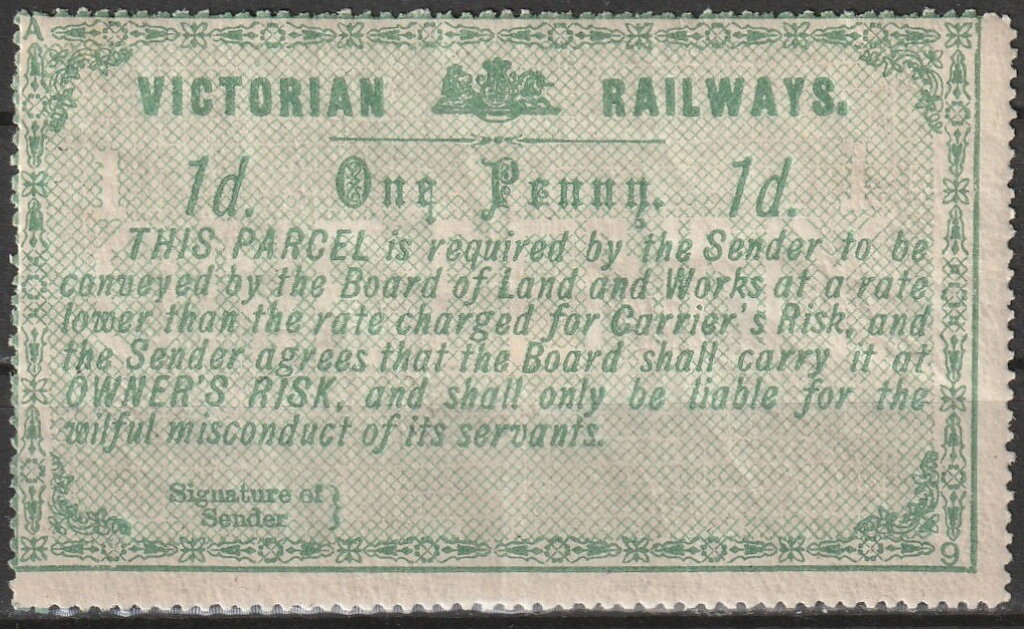 A
VICTORIAN RAILWAYS.
1 1d. One Penny. 1d. 1
THIS PARCEL is required by the Sender to be
conveyed by the Board of Land and Works at a rate
lower than the rate charged for Carrier's Risk, and
the Sender agrees that the Board shall carry it at
OWNER'S RISK, and shall only be liable for the
wilful misconduct of its servants.
Signature of }
Sender
9